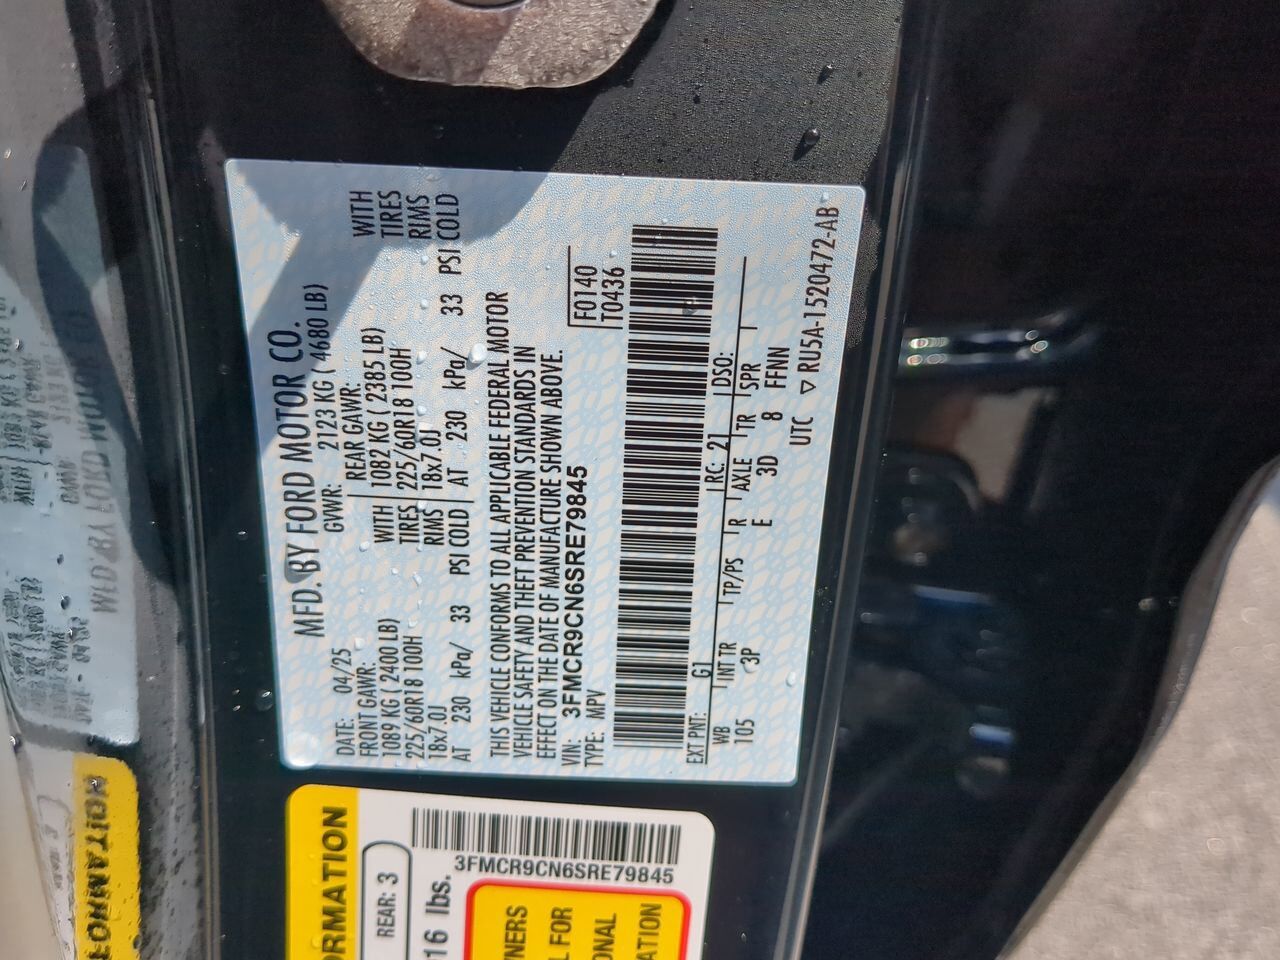 MFD. BY FORD MOTOR CO.
DATE: 04/25 GVWR: 2123 KG ( 4680 LB)
FRONT GAWR: REAR GAWR:
1089 KG ( 2400 LB) WITH 1082 KG ( 2385 LB) WITH
225/60R18 100H TIRES 225/60R18 100H TIRES
18x7.0J RIMS 18x7.0J RIMS
AT 230 kPa/ 33 PSI COLD AT 230 kPa/ 33 PSI COLD
THIS VEHICLE CONFORMS TO ALL APPLICABLE FEDERAL MOTOR
VEHICLE SAFETY AND THEFT PREVENTION STANDARDS IN
EFFECT ON THE DATE OF MANUFACTURE SHOWN ABOVE.
VIN: 3FMCR9CN6SRE79845 F0140
TYPE: MPV T0436
EXT PNT: G1 RC: 21 DSO:
WB INT TR TP/PS R AXLE TR SPR
105 3P E 3D 8 FFNN
UTC ▽ RU5A-1520472-AB
ORMATION
REAR: 3
16 lbs.
3FMCR9CN6SRE79845
NERS
L FOR
ONAL
ATION